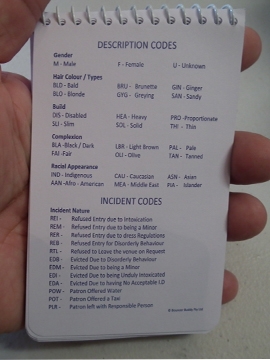 DESCRIPTION CODES
Gender
M - Male F - Female U - Unknown
Hair Colour / Types
BLD - Bald BRU - Brunette GIN - Ginger
BLO - Blonde GYG - Greying SAN - Sandy
Build
DIS - Disabled HEA - Heavy PRO -Proportionate
SLI - Slim SOL - Solid THI - Thin
Complexion
BLA -Black / Dark LBR - Light Brown PAL - Pale
FAI -Fair OLI - Olive TAN - Tanned
Racial Appearance
IND - Indigenous CAU - Caucasian ASN - Asian
AAN -Afro - American MEA - Middle East PIA - Islander
INCIDENT CODES
Incident Nature
REI - Refused Entry due to Intoxication
REM - Refused Entry due to being a Minor
RER - Refused Entry due to dress Regulations
RLB - Refused Entry for Disorderly Behaviour
RTL - Refused to Leave the venue on Request
EDB - Evicted Due to Disorderly Behaviour
EDM - Evicted Due to being a Minor
EDI - Evicted Due to being Unduly Intoxicated
EDA - Evicted Due to having No Acceptable I.D
POW - Patron Offered Water
POT - Patron Offered a Taxi
PLR - Patron left with Responsible Person